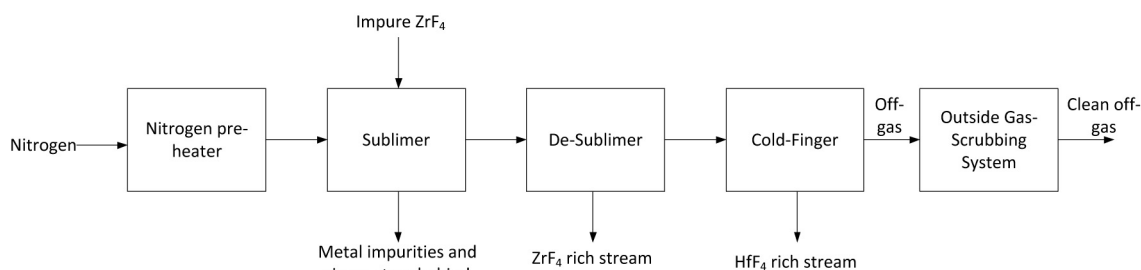 Impure ZrF₄
Nitrogen
Nitrogen pre-
heater
Sublimer
De-Sublimer
Cold-Finger
Off-
gas
Outside Gas-
Scrubbing
System
Clean off-
gas
Metal impurities and
ZrF₄ rich stream
HfF₄ rich stream